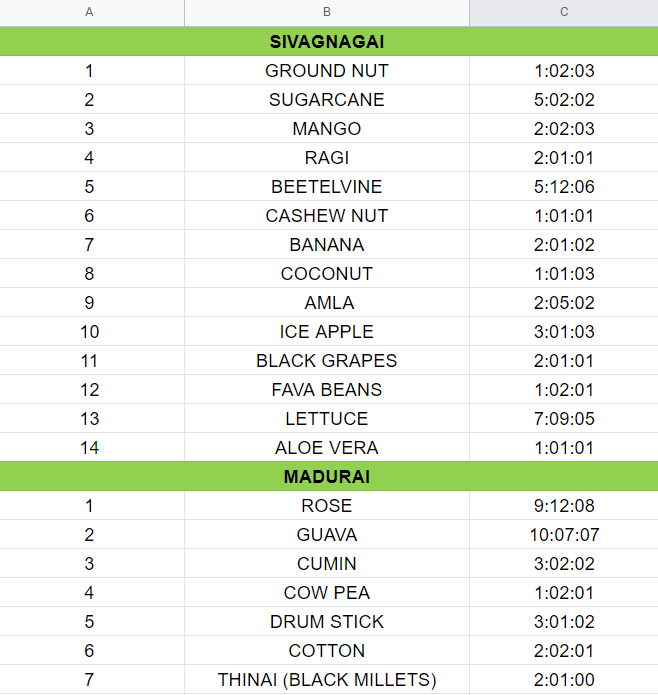 A B C
SIVAGNAGAI
1 GROUND NUT 1:02:03
2 SUGARCANE 5:02:02
3 MANGO 2:02:03
4 RAGI 2:01:01
5 BEETELVINE 5:12:06
6 CASHEW NUT 1:01:01
7 BANANA 2:01:02
8 COCONUT 1:01:03
9 AMLA 2:05:02
10 ICE APPLE 3:01:03
11 BLACK GRAPES 2:01:01
12 FAVA BEANS 1:02:01
13 LETTUCE 7:09:05
14 ALOE VERA 1:01:01
MADURAI
1 ROSE 9:12:08
2 GUAVA 10:07:07
3 CUMIN 3:02:02
4 COW PEA 1:02:01
5 DRUM STICK 3:01:02
6 COTTON 2:02:01
7 THINAI (BLACK MILLETS) 2:01:00